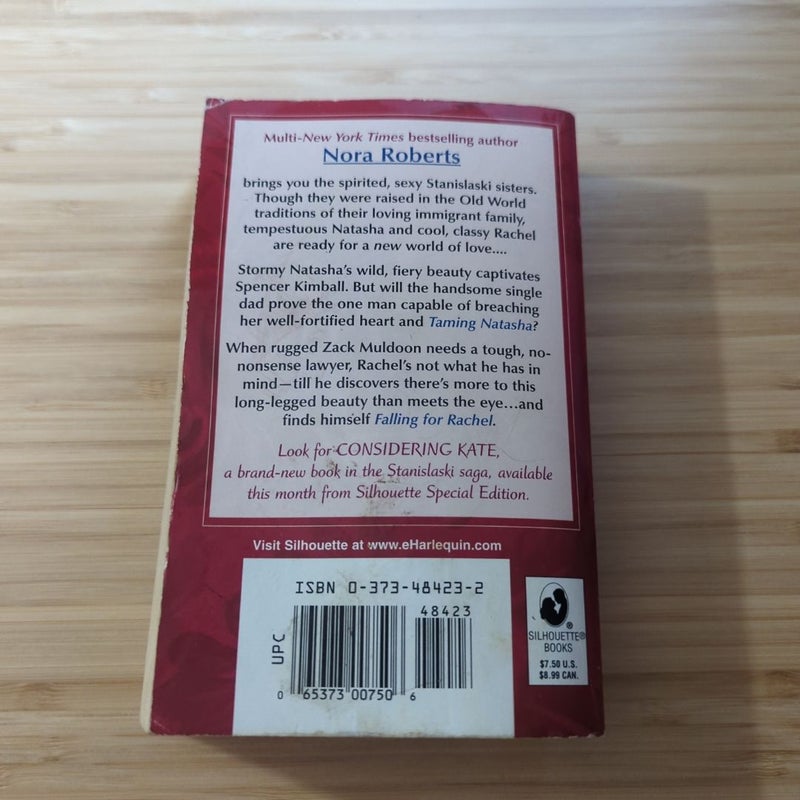 Multi-New York Times bestselling author
Nora Roberts
brings you the spirited, sexy Stanislaski sisters.
Though they were raised in the Old World
traditions of their loving immigrant family,
tempestuous Natasha and cool, classy Rachel
are ready for a new world of love....
Stormy Natasha's wild, fiery beauty captivates
Spencer Kimball. But will the handsome single
dad prove the one man capable of breaching
her well-fortified heart and Taming Natasha?
When rugged Zack Muldoon needs a tough, no-
nonsense lawyer, Rachel's not what he has in
mind—till he discovers there's more to this
long-legged beauty than meets the eye...and
finds himself Falling for Rachel.
Look for CONSIDERING KATE,
a brand-new book in the Stanislaski saga, available
this month from Silhouette Special Edition.
Visit Silhouette at www.eHarlequin.com
ISBN 0-373-48423-2
48423
UPC
0 65373 00750 6
SILHOUETTE®
BOOKS
$7.50 U.S.
$8.99 CAN.